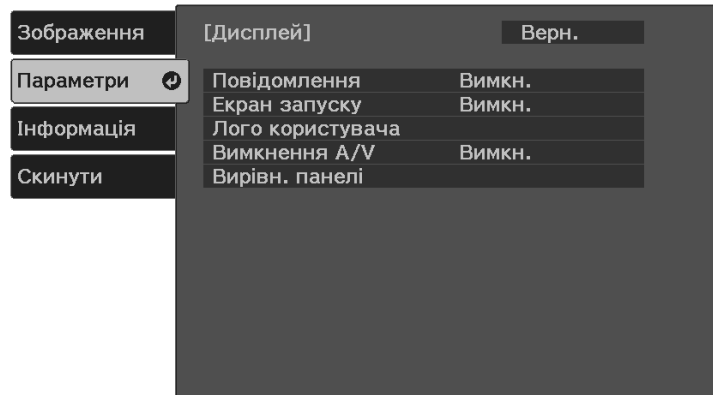 Зображення
Параметри
Інформація
Скинути
[Дисплей] Верн.
Повідомлення Вимкн.
Екран запуску Вимкн.
Лого користувача
Вимкнення A/V Вимкн.
Вирівн. панелі